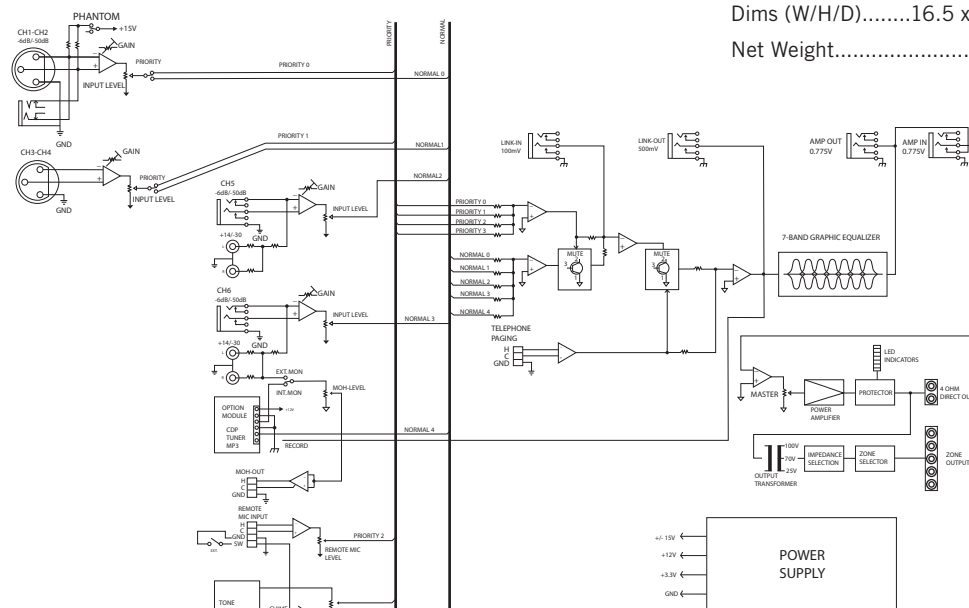 Dims (W/H/D)........16.5 x
Net Weight.......................
PHANTOM
CH1-CH2
-6dB/-50dB
+15V
GAIN
PRIORITY
INPUT LEVEL
GND
PRIORITY 0
NORMAL 0
PRIORITY
NORMAL
CH3-CH4
GAIN
PRIORITY
INPUT LEVEL
GND
PRIORITY 1
NORMAL1
NORMAL2
CH5
-6dB/-50dB
GAIN
INPUT LEVEL
+14/-30
GND
L
R
CH6
-6dB/-50dB
GAIN
INPUT LEVEL
NORMAL 3
+14/-30
GND
L
R
EXT.MON
INT.MON
MOH-LEVEL
OPTION
MODULE
CDP
TUNER
MP3
+12V
NORMAL 4
RECORD
MOH-OUT
H
C
GND
REMOTE
MIC INPUT
H
C
GND
SW
PRIORITY 2
REMOTE MIC
LEVEL
TONE
PRIORITY 0
PRIORITY 1
PRIORITY 2
PRIORITY 3
NORMAL 0
NORMAL 1
NORMAL 2
NORMAL 3
NORMAL 4
TELEPHONE
PAGING
H
C
GND
LINK-IN
100mV
MUTE
3
1
LINK-OUT
500mV
MUTE
3
1
AMP OUT
0.775V
AMP IN
0.775V
7-BAND GRAPHIC EQUALIZER
LED
INDICATORS
MASTER
POWER
AMPLIFIER
PROTECTOR
4 OHM
DIRECT OU
100V
70V
25V
OUTPUT
TRANSFORMER
IMPEDANCE
SELECTION
ZONE
SELECTOR
ZONE
OUTPUT
+/- 15V
+12V
+3.3V
GND
POWER
SUPPLY